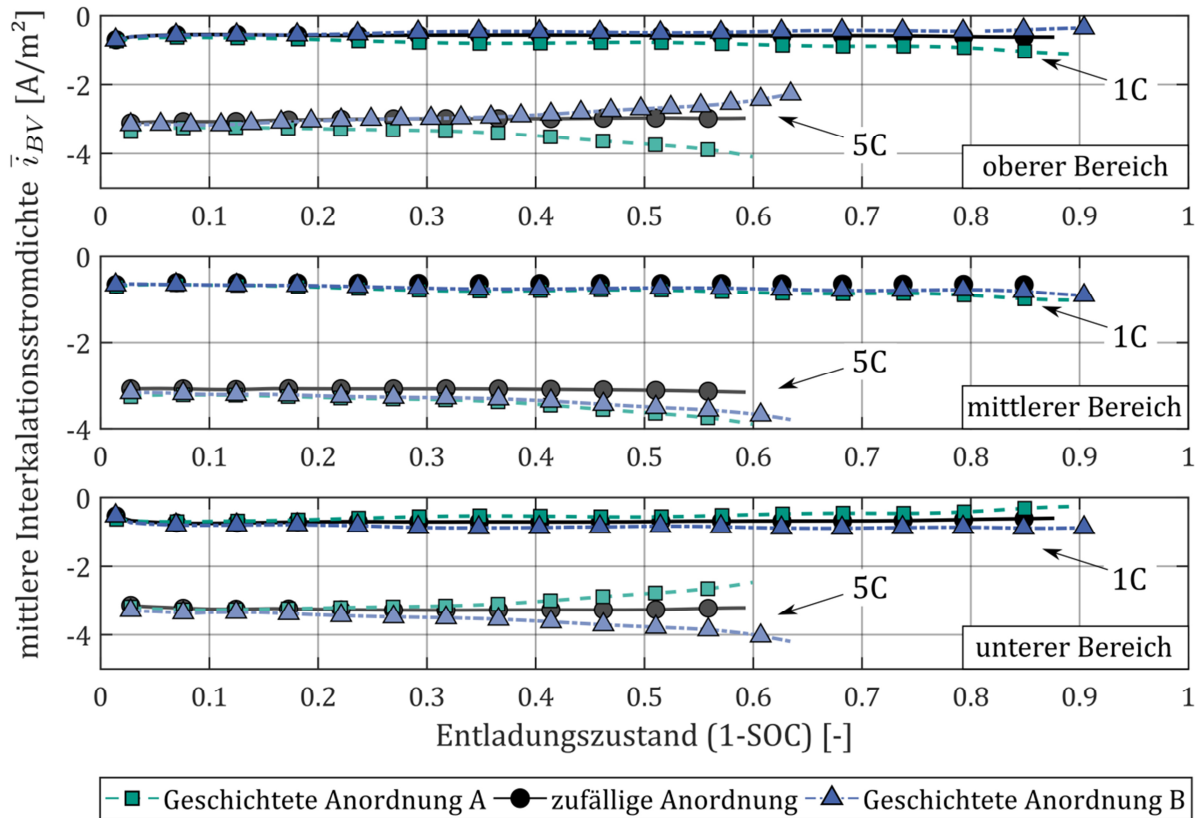 mittlere Interkalationsstromdichte i̅_BV [A/m²]
0
-2
-4
1C
5C
oberer Bereich
0 0.1 0.2 0.3 0.4 0.5 0.6 0.7 0.8 0.9 1
0
-2
-4
1C
5C
mittlerer Bereich
0 0.1 0.2 0.3 0.4 0.5 0.6 0.7 0.8 0.9 1
0
-2
-4
1C
5C
unterer Bereich
0 0.1 0.2 0.3 0.4 0.5 0.6 0.7 0.8 0.9 1
Entladungszustand (1-SOC) [-]
Geschichtete Anordnung A zufällige Anordnung Geschichtete Anordnung B